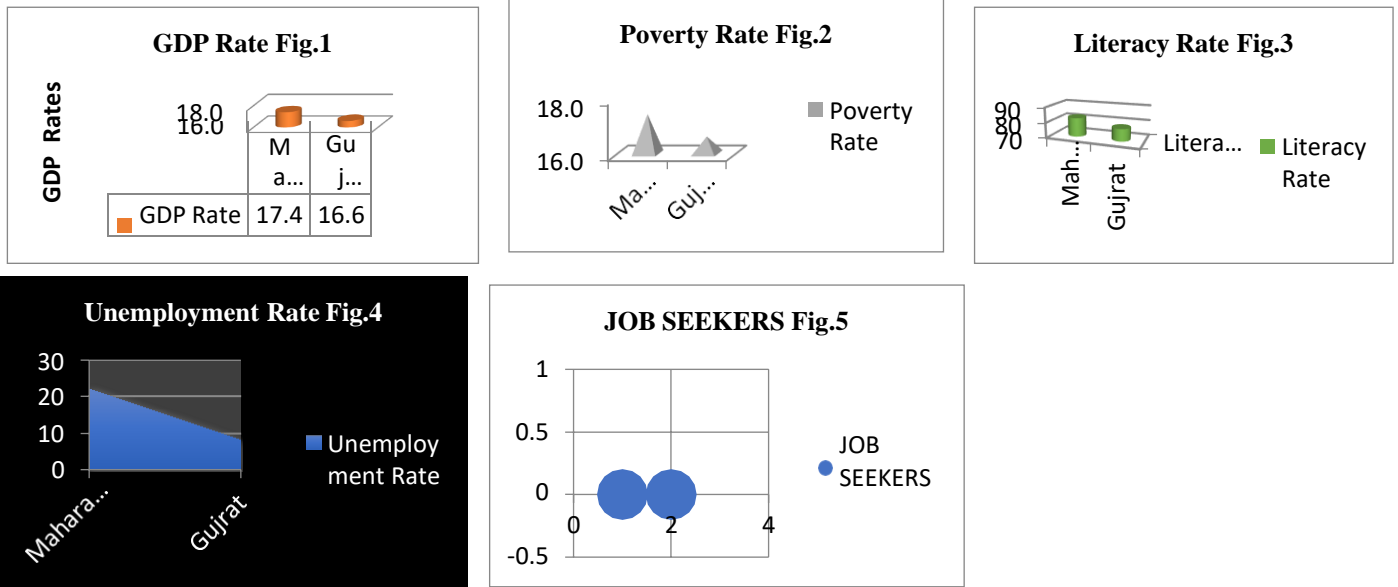 GDP Rate Fig.1
GDP Rates
18.0
16.0
M
a...
Gu
j...
GDP Rate 17.4 16.6
Poverty Rate Fig.2
18.0
16.0
Ma...
Guj...
Poverty
Rate
Literacy Rate Fig.3
90
80
70
Mah...
Gujrat
Litera...
Literacy
Rate
Unemployment Rate Fig.4
30
20
10
0
Mahara...
Gujrat
Unemploy
ment Rate
JOB SEEKERS Fig.5
1
0.5
0
-0.5
0 2 4
JOB
SEEKERS